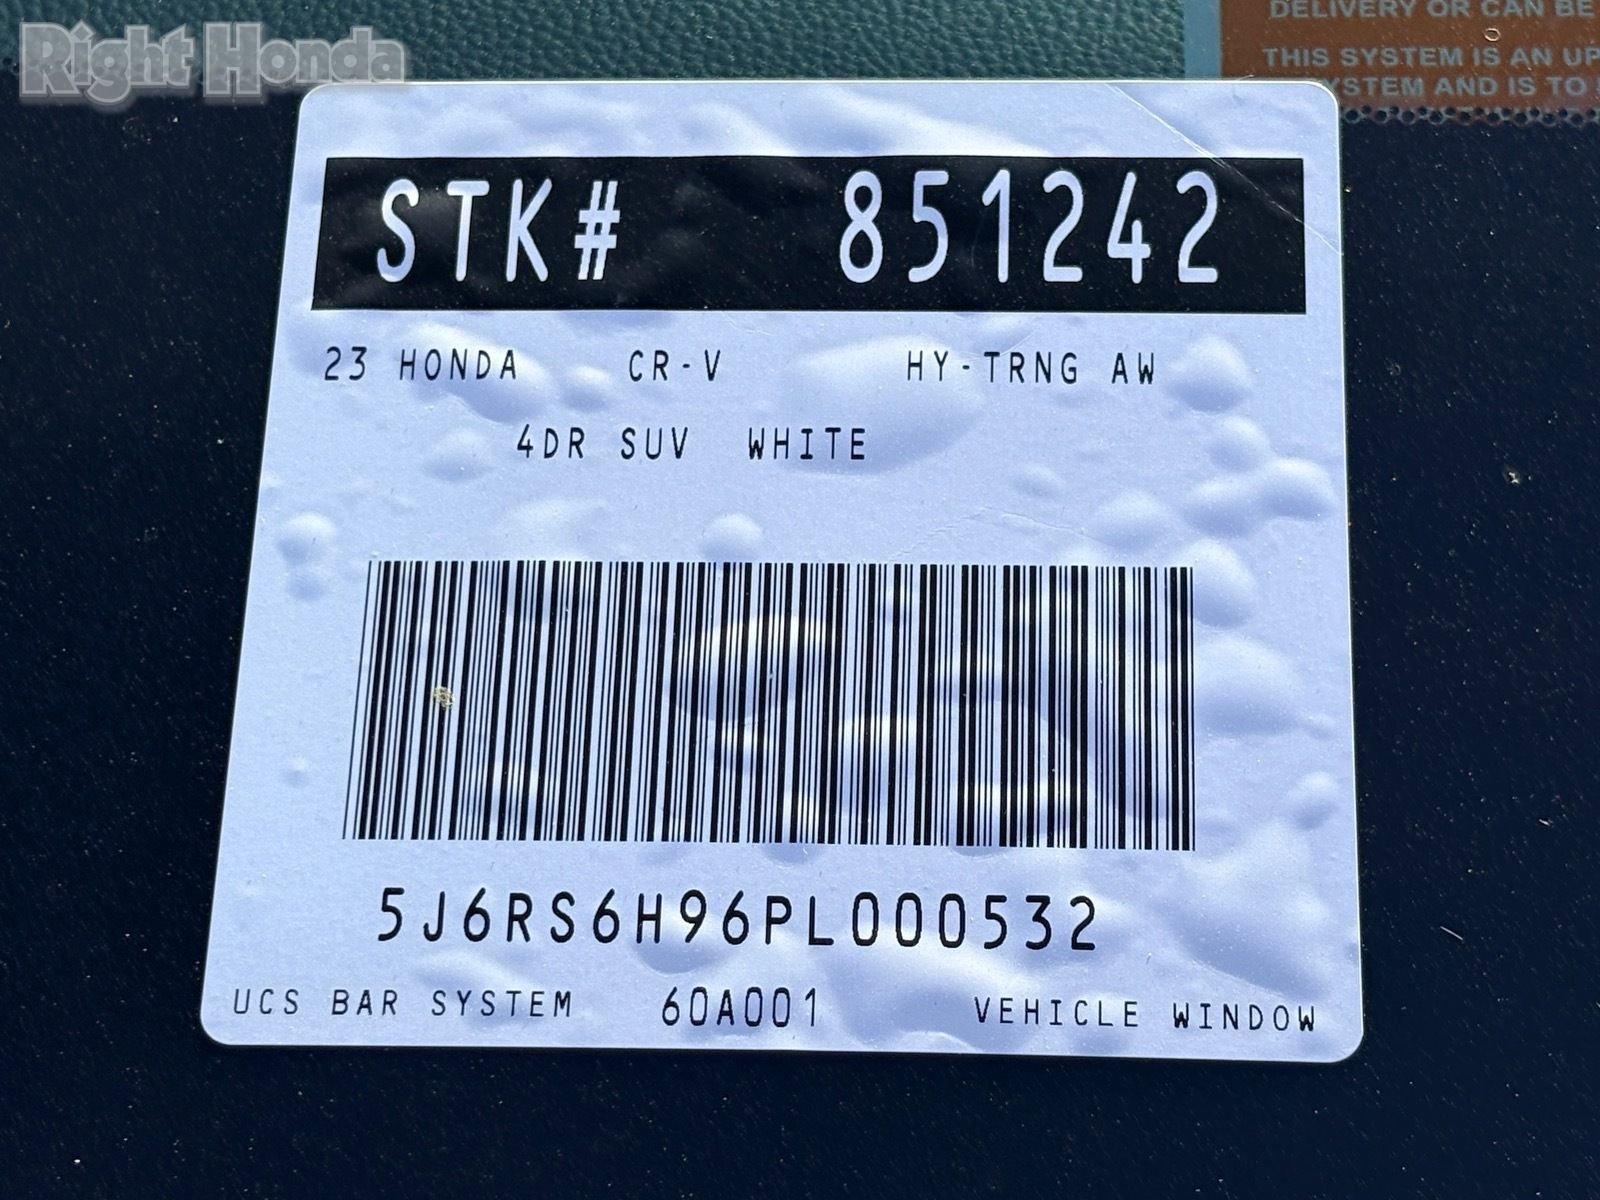 Right Honda
DELIVERY OR CAN BE
THIS SYSTEM IS AN UP
SYSTEM AND IS TO
STK# 851242
23 HONDA CR-V HY-TRNG AW
4DR SUV WHITE
5J6RS6H96PL000532
UCS BAR SYSTEM 60A001 VEHICLE WINDOW